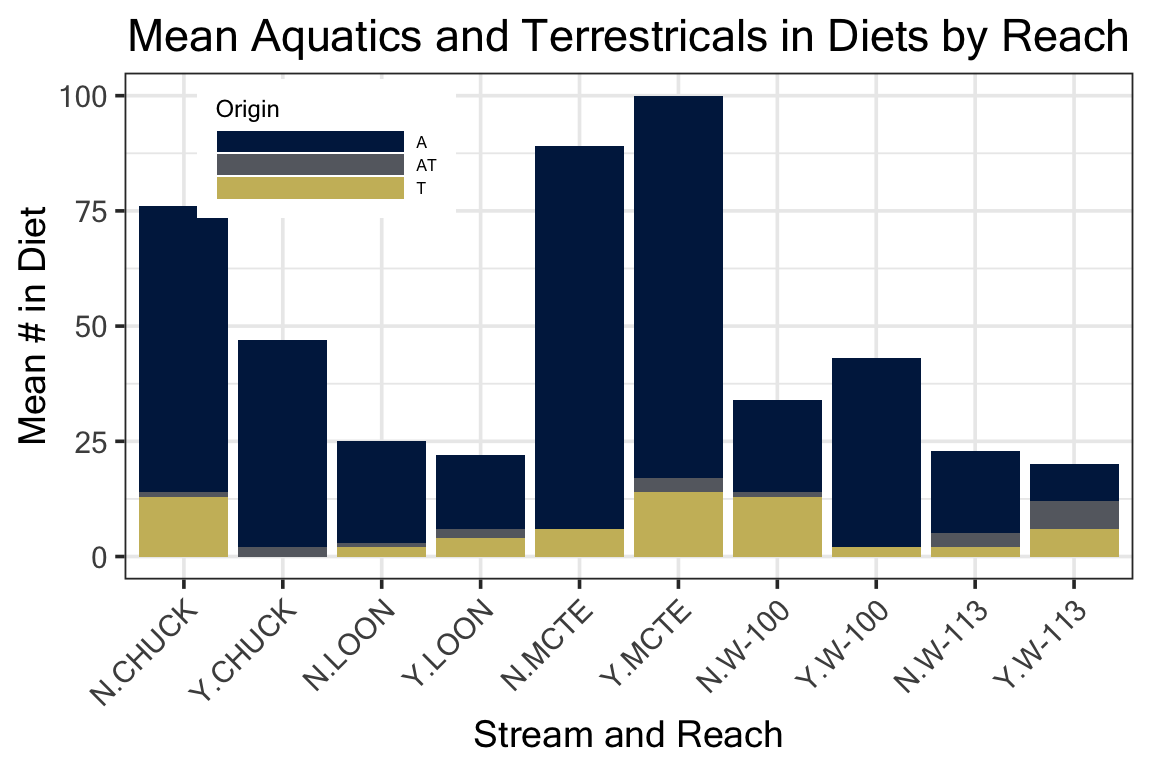 Mean Aquatics and Terrestricals in Diets by Reach
Mean # in Diet
100
75
50
25
0
Origin
A
AT
T
N.CHUCK
Y.CHUCK
N.LOON
Y.LOON
N.MCTE
Y.MCTE
N.W-100
Y.W-100
N.W-113
Y.W-113
Stream and Reach